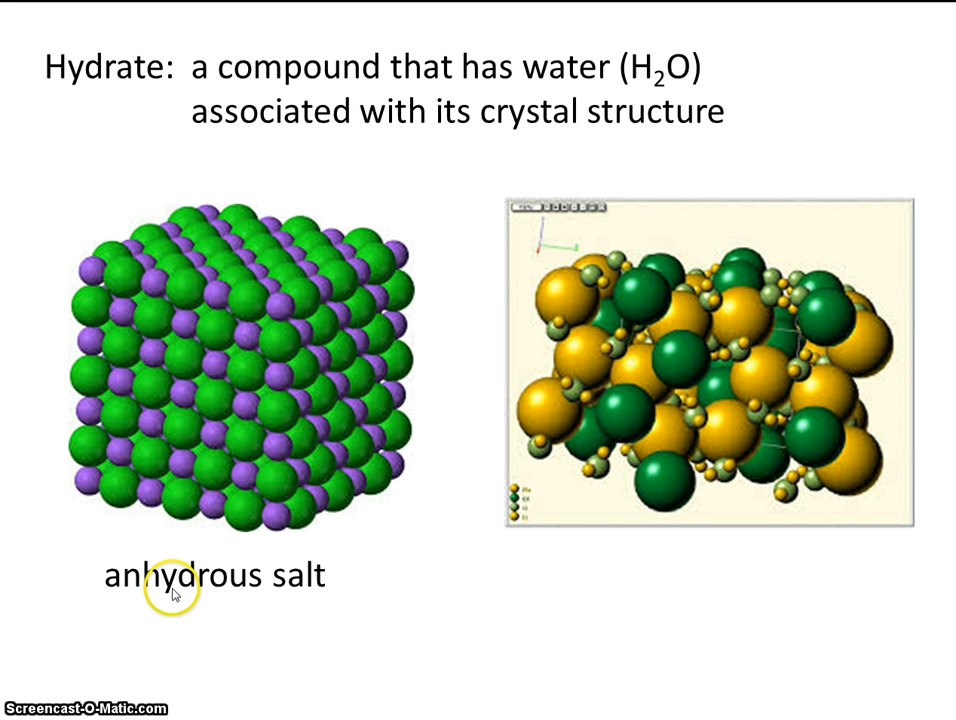 Hydrate: a compound that has water (H₂O)
associated with its crystal structure
anhydrous salt
Screencast-O-Matic.com